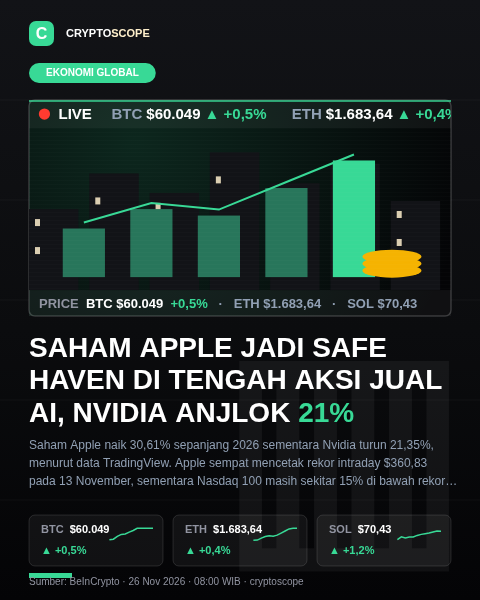 C CRYPTOSCOPE
EKONOMI GLOBAL
LIVE BTC $60.049 ▲ +0,5% ETH $1.683,64 ▲ +0,4%
PRICE BTC $60.049 +0,5% · ETH $1.683,64 · SOL $70,43
SAHAM APPLE JADI SAFE
HAVEN DI TENGAH AKSI JUAL
AI, NVIDIA ANJLOK 21%
Saham Apple naik 30,61% sepanjang 2026 sementara Nvidia turun 21,35%,
menurut data TradingView. Apple sempat mencetak rekor intraday $360,83
pada 13 November, sementara Nasdaq 100 masih sekitar 15% di bawah rekor…
BTC $60.049 ETH $1.683,64 SOL $70,43
▲ +0,5% ▲ +0,4% ▲ +1,2%
Sumber: BeInCrypto · 26 Nov 2026 · 08:00 WIB · cryptoscope